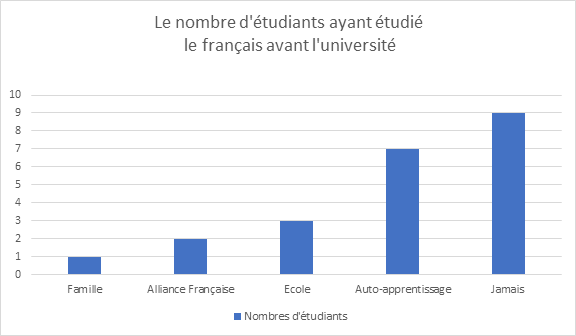 Le nombre d'étudiants ayant étudié
le français avant l'université
10
9
8
7
6
5
4
3
2
1
0
Famille Alliance Française Ecole Auto-apprentissage Jamais
Nombres d'étudiants